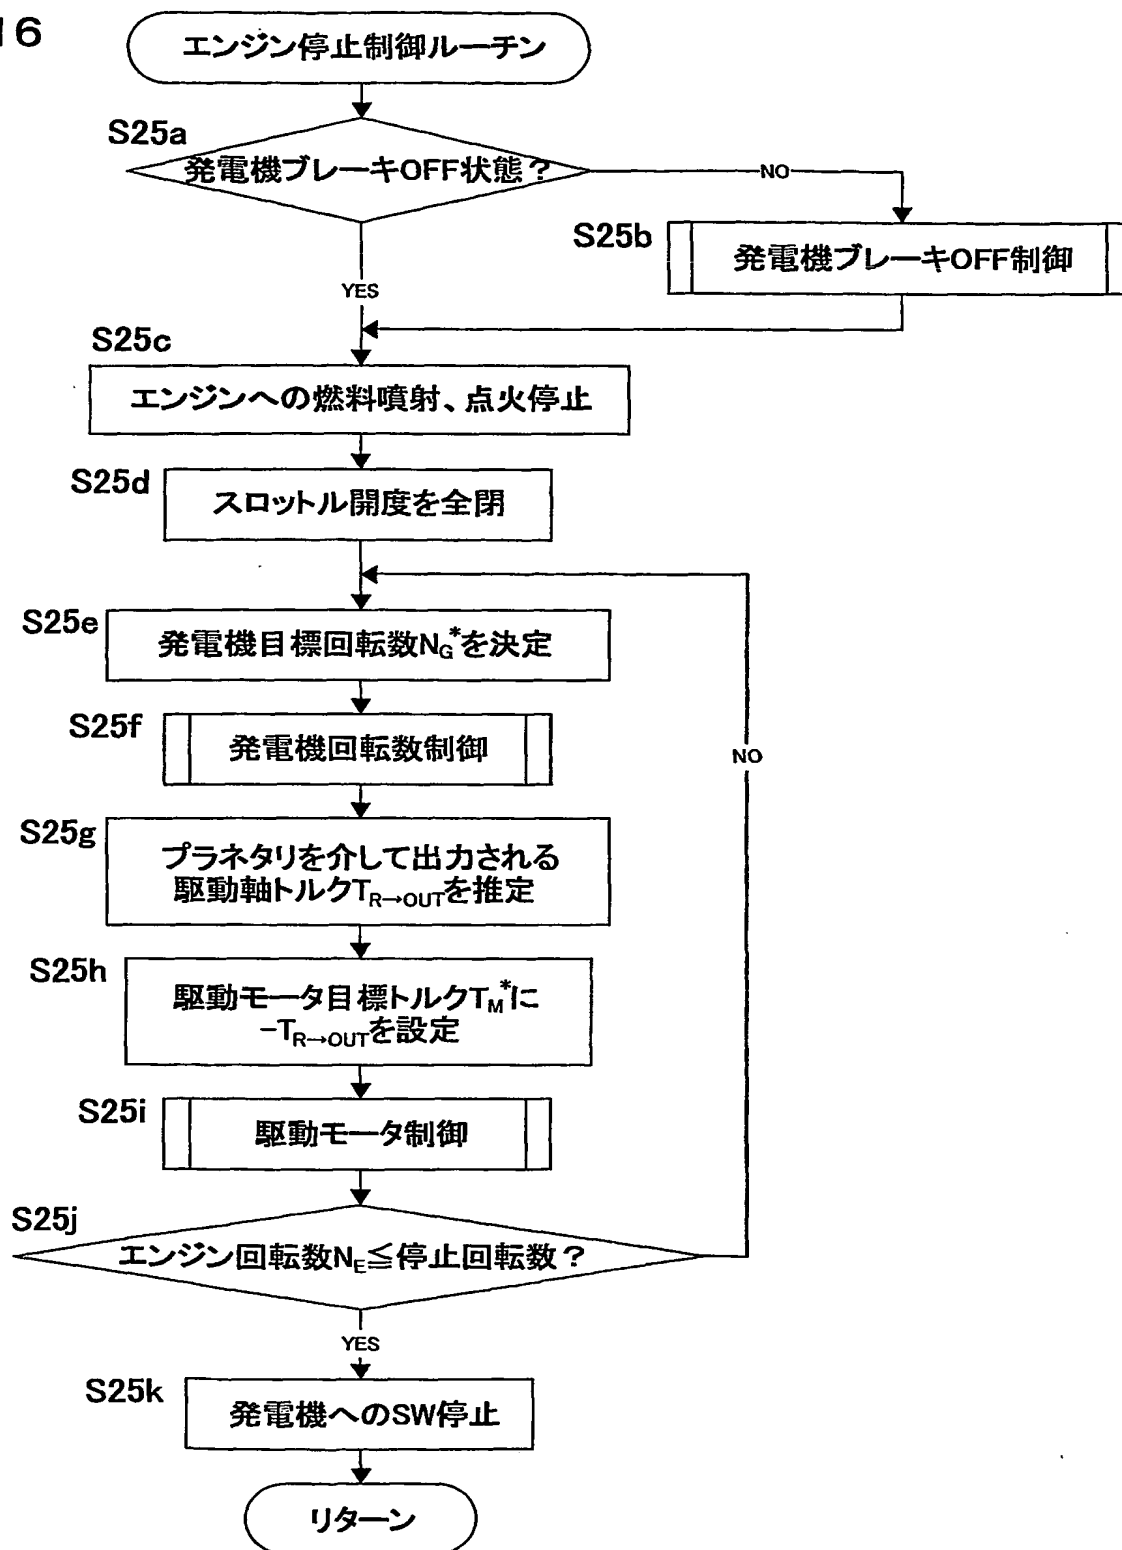 16
エンジン停止制御ルーチン
S25a
発電機ブレーキOFF状態？
NO
S25b
発電機ブレーキOFF制御
YES
S25c
エンジンへの燃料噴射、点火停止
S25d
スロットル開度を全閉
S25e
発電機目標回転数NG*を決定
S25f
発電機回転数制御
NO
S25g
プラネタリを介して出力される
駆動軸トルクTR→OUTを推定
S25h
駆動モータ目標トルクTM*に
-TR→OUTを設定
S25i
駆動モータ制御
S25j
エンジン回転数NE≦停止回転数？
YES
S25k
発電機へのSW停止
リターン